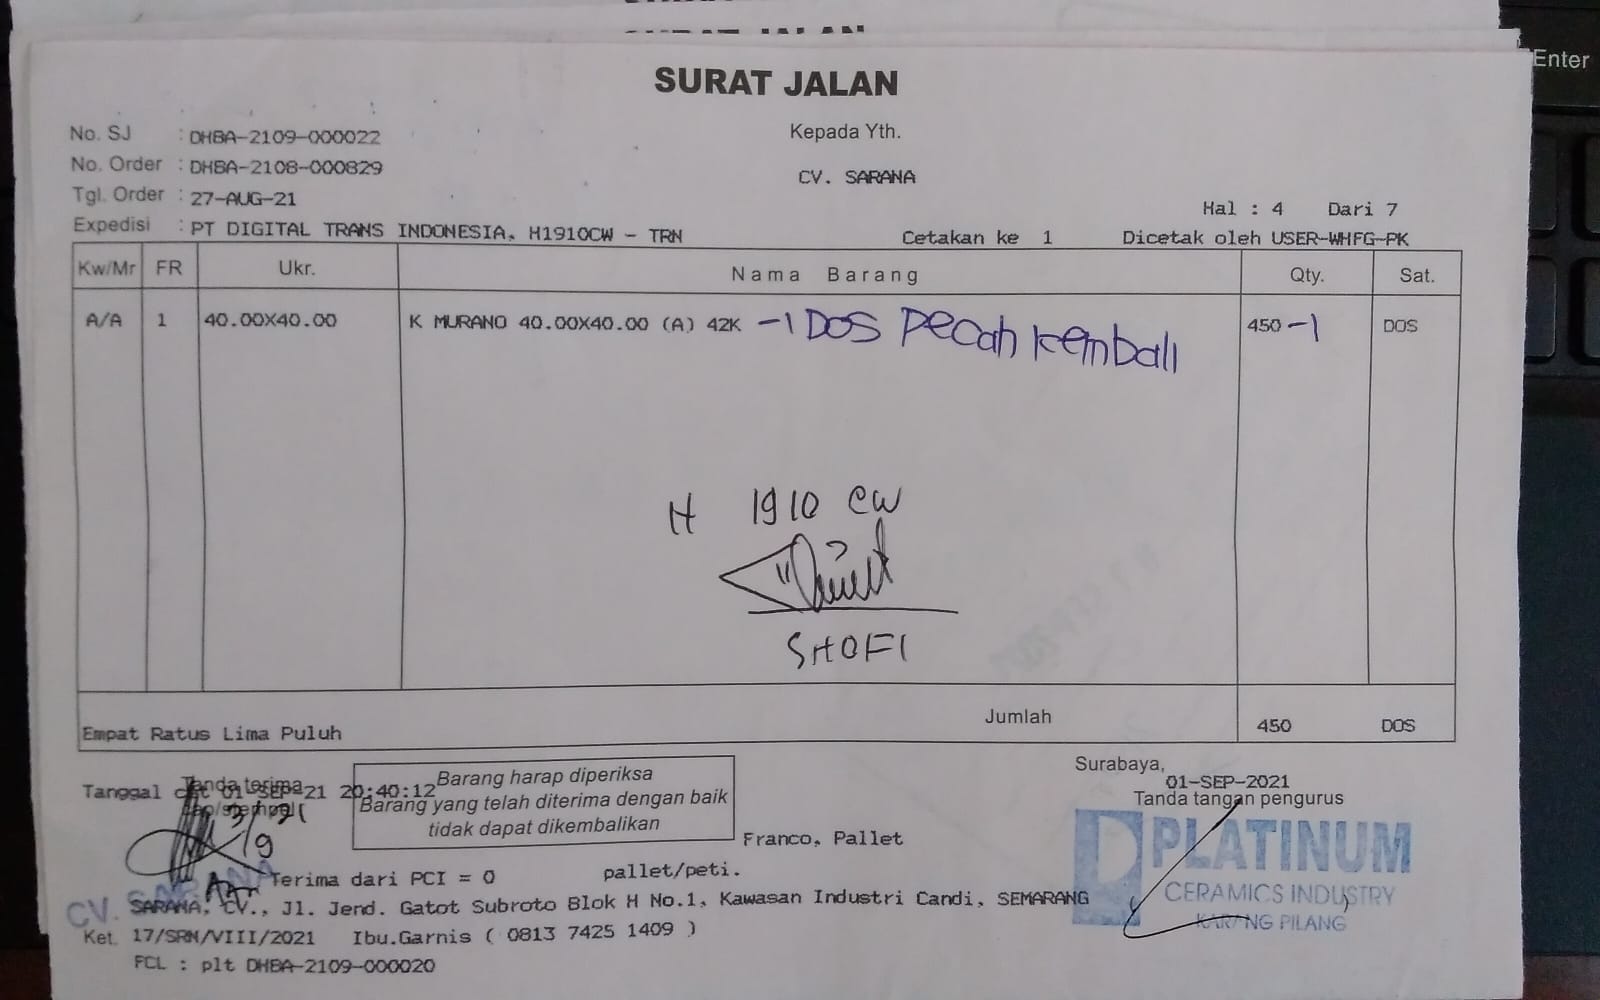 SURAT JALAN
No. SJ : DHBA-2109-000022
Kepada Yth.
No. Order : DHBA-2108-000829
CV. SARANA
Tgl. Order : 27-AUG-21
Hal : 4 Dari 7
Expedisi : PT DIGITAL TRANS INDONESIA, H1910CW - TRN
Cetakan ke 1 Dicetak oleh USER-WHFG-PK
Kw/Mr FR Ukr. Nama Barang Qty. Sat.
A/A 1 40.00X40.00 K MURANO 40.00X40.00 (A) 42K -1 DOS Pecah kembali 450 -1 DOS
H 1910 CW
SHOFI
Jumlah
Empat Ratus Lima Puluh 450 DOS
Surabaya,
01-SEP-2021
Tanda tangan pengurus
Tanda terima
Tanggal 01-SEP-21 20:40:12
3/9 21
Barang harap diperiksa
Barang yang telah diterima dengan baik
tidak dapat dikembalikan
Franco, Pallet
PLATINUM
CERAMICS INDUSTRY
KARANG PILANG
Terima dari PCI = 0 pallet/peti.
CV. SARANA
SARANA, CV., Jl. Jend. Gatot Subroto Blok H No.1, Kawasan Industri Candi, SEMARANG
Ket. 17/SRN/VIII/2021 Ibu.Garnis ( 0813 7425 1409 )
FCL : plt DHBA-2109-000020
Enter